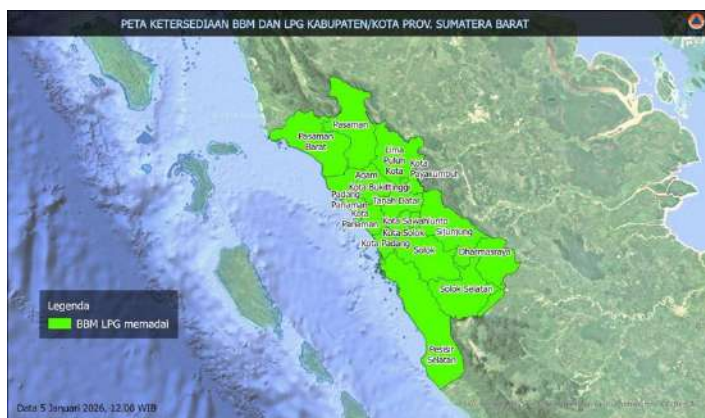 PETA KETERSEDIAAN BBM DAN LPG KABUPATEN/KOTA PROV. SUMATERA BARAT
Pasaman
Pasaman
Barat
Lima
Puluh
Kota
Kota
Payakumbuh
Agam
Kota Bukittinggi
Padang
Pariaman
Tanah Datar
Kota
Pariaman
Kota Sawahlunto
Kota Solok
Sijunjung
Kota Padang
Solok
Dharmasraya
Solok Selatan
Pesisir
Selatan
Legenda
BBM LPG memadai
Data 5 Januari 2026, 12.00 WIB